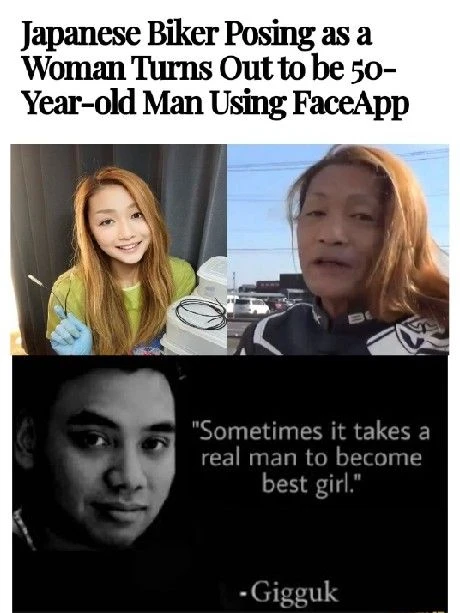 Japanese Biker Posing as a
Woman Turns Out to be 50-
Year-old Man Using FaceApp
"Sometimes it takes a
real man to become
best girl."
- Gigguk